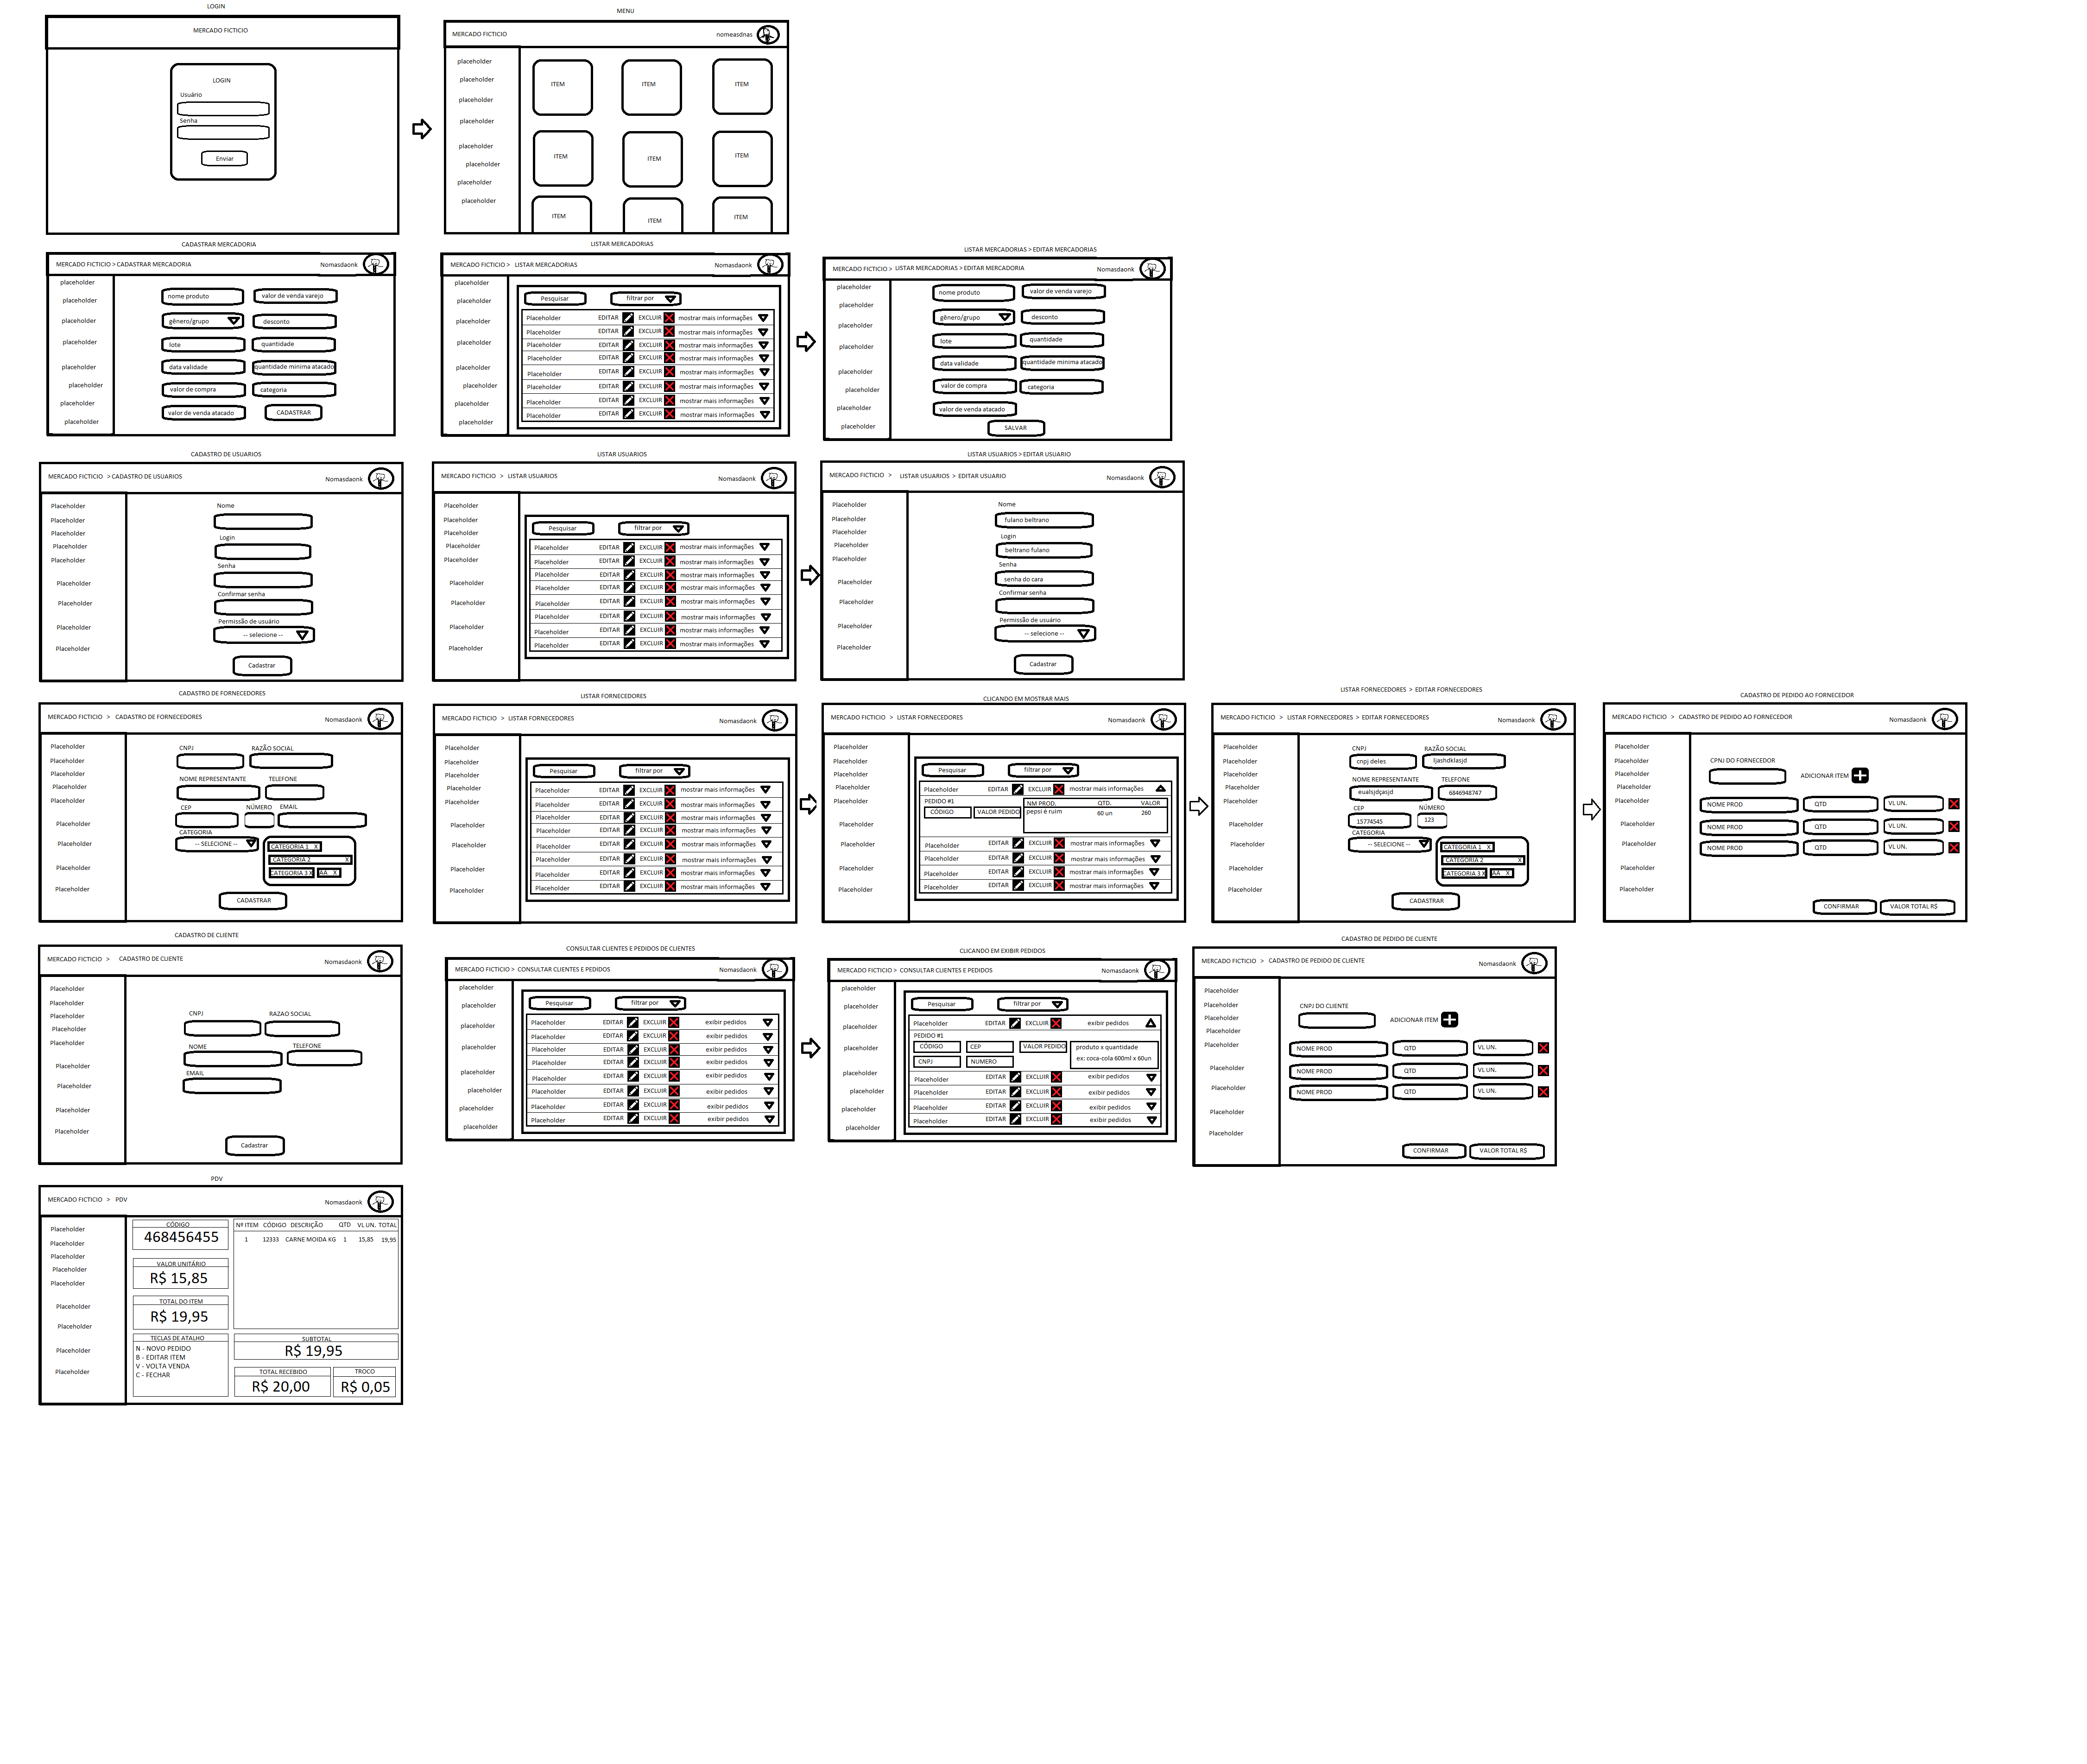 LOGIN
MERCADO FICTICIO
LOGIN
Usuário
Senha
Enviar
MENU
MERCADO FICTICIO nomeasdnas
placeholder
placeholder
placeholder
placeholder
placeholder
placeholder
placeholder
placeholder
ITEM ITEM ITEM
ITEM ITEM ITEM
ITEM ITEM ITEM
CADASTRAR MERCADORIA
MERCADO FICTICIO > CADASTRAR MERCADORIA Nomasdaonk
placeholder
placeholder
placeholder
placeholder
placeholder
placeholder
placeholder
placeholder
nome produto valor de venda varejo
gênero/grupo desconto
lote quantidade
data validade quantidade minima atacado
valor de compra categoria
valor de venda atacado CADASTRAR
LISTAR MERCADORIAS
MERCADO FICTICIO > LISTAR MERCADORIAS Nomasdaonk
placeholder
placeholder
placeholder
placeholder
placeholder
placeholder
placeholder
placeholder
Pesquisar filtrar por
Placeholder EDITAR EXCLUIR mostrar mais informações
Placeholder EDITAR EXCLUIR mostrar mais informações
Placeholder EDITAR EXCLUIR mostrar mais informações
Placeholder EDITAR EXCLUIR mostrar mais informações
Placeholder EDITAR EXCLUIR mostrar mais informações
Placeholder EDITAR EXCLUIR mostrar mais informações
Placeholder EDITAR EXCLUIR mostrar mais informações
Placeholder EDITAR EXCLUIR mostrar mais informações
LISTAR MERCADORIAS > EDITAR MERCADORIAS
MERCADO FICTICIO > LISTAR MERCADORIAS > EDITAR MERCADORIA Nomasdaonk
placeholder
placeholder
placeholder
placeholder
placeholder
placeholder
placeholder
placeholder
nome produto valor de venda varejo
gênero/grupo desconto
lote quantidade
data validade quantidade minima atacado
valor de compra categoria
valor de venda atacado
SALVAR
CADASTRO DE USUARIOS
MERCADO FICTICIO > CADASTRO DE USUARIOS Nomasdaonk
Placeholder
Placeholder
Placeholder
Placeholder
Placeholder
Placeholder
Placeholder
Placeholder
Placeholder
Nome
Login
Senha
Confirmar senha
Permissão de usuário
-- selecione --
Cadastrar
LISTAR USUARIOS
MERCADO FICTICIO > LISTAR USUARIOS Nomasdaonk
Placeholder
Placeholder
Placeholder
Placeholder
Placeholder
Placeholder
Placeholder
Placeholder
Placeholder
Pesquisar filtrar por
Placeholder EDITAR EXCLUIR mostrar mais informações
Placeholder EDITAR EXCLUIR mostrar mais informações
Placeholder EDITAR EXCLUIR mostrar mais informações
Placeholder EDITAR EXCLUIR mostrar mais informações
Placeholder EDITAR EXCLUIR mostrar mais informações
Placeholder EDITAR EXCLUIR mostrar mais informações
Placeholder EDITAR EXCLUIR mostrar mais informações
Placeholder EDITAR EXCLUIR mostrar mais informações
LISTAR USUARIOS > EDITAR USUARIO
MERCADO FICTICIO > LISTAR USUARIOS > EDITAR USUARIO Nomasdaonk
Placeholder
Placeholder
Placeholder
Placeholder
Placeholder
Placeholder
Placeholder
Placeholder
Placeholder
Nome
fulano beltrano
Login
beltrano fulano
Senha
senha do cara
Confirmar senha
Permissão de usuário
-- selecione --
Cadastrar
CADASTRO DE FORNECEDORES
MERCADO FICTICIO > CADASTRO DE FORNECEDORES Nomasdaonk
Placeholder
Placeholder
Placeholder
Placeholder
Placeholder
Placeholder
Placeholder
Placeholder
Placeholder
CNPJ RAZÃO SOCIAL
NOME REPRESENTANTE TELEFONE
CEP NÚMERO EMAIL
CATEGORIA
-- SELECIONE --
CATEGORIA 1 X
CATEGORIA 2 X
CATEGORIA 3 X AA X
CADASTRAR
LISTAR FORNECEDORES
MERCADO FICTICIO > LISTAR FORNECEDORES Nomasdaonk
Placeholder
Placeholder
Placeholder
Placeholder
Placeholder
Placeholder
Placeholder
Placeholder
Placeholder
Pesquisar filtrar por
Placeholder EDITAR EXCLUIR mostrar mais informações
Placeholder EDITAR EXCLUIR mostrar mais informações
Placeholder EDITAR EXCLUIR mostrar mais informações
Placeholder EDITAR EXCLUIR mostrar mais informações
Placeholder EDITAR EXCLUIR mostrar mais informações
Placeholder EDITAR EXCLUIR mostrar mais informações
Placeholder EDITAR EXCLUIR mostrar mais informações
Placeholder EDITAR EXCLUIR mostrar mais informações
CLICANDO EM MOSTRAR MAIS
MERCADO FICTICIO > LISTAR FORNECEDORES Nomasdaonk
Placeholder
Placeholder
Placeholder
Placeholder
Placeholder
Placeholder
Placeholder
Placeholder
Placeholder
Pesquisar filtrar por
Placeholder EDITAR EXCLUIR mostrar mais informações
PEDIDO #1 NM PROD. QTD. VALOR
CÓDIGO VALOR PEDIDO pepsi é ruim 60 un 260
Placeholder EDITAR EXCLUIR mostrar mais informações
Placeholder EDITAR EXCLUIR mostrar mais informações
Placeholder EDITAR EXCLUIR mostrar mais informações
Placeholder EDITAR EXCLUIR mostrar mais informações
LISTAR FORNECEDORES > EDITAR FORNECEDORES
MERCADO FICTICIO > LISTAR FORNECEDORES > EDITAR FORNECEDORES Nomasdaonk
Placeholder
Placeholder
Placeholder
Placeholder
Placeholder
Placeholder
Placeholder
Placeholder
Placeholder
CNPJ RAZÃO SOCIAL
cnpj deles ljashdklasjd
NOME REPRESENTANTE TELEFONE
eualsjdçasjd 6846948747
CEP NÚMERO
15774545 123
CATEGORIA
-- SELECIONE --
CATEGORIA 1 X
CATEGORIA 2 X
CATEGORIA 3 X AA X
CADASTRAR
CADASTRO DE PEDIDO AO FORNECEDOR
MERCADO FICTICIO > CADASTRO DE PEDIDO AO FORNECEDOR Nomasdaonk
Placeholder
Placeholder
Placeholder
Placeholder
Placeholder
Placeholder
Placeholder
Placeholder
Placeholder
CPNJ DO FORNECEDOR
ADICIONAR ITEM
NOME PROD QTD VL UN.
NOME PROD QTD VL UN.
NOME PROD QTD VL UN.
CONFIRMAR VALOR TOTAL R$
CADASTRO DE CLIENTE
MERCADO FICTICIO > CADASTRO DE CLIENTE Nomasdaonk
Placeholder
Placeholder
Placeholder
Placeholder
Placeholder
Placeholder
Placeholder
Placeholder
Placeholder
CNPJ RAZAO SOCIAL
NOME TELEFONE
EMAIL
Cadastrar
CONSULTAR CLIENTES E PEDIDOS DE CLIENTES
MERCADO FICTICIO > CONSULTAR CLIENTES E PEDIDOS Nomasdaonk
placeholder
placeholder
placeholder
placeholder
placeholder
placeholder
placeholder
placeholder
Pesquisar filtrar por
Placeholder EDITAR EXCLUIR exibir pedidos
Placeholder EDITAR EXCLUIR exibir pedidos
Placeholder EDITAR EXCLUIR exibir pedidos
Placeholder EDITAR EXCLUIR exibir pedidos
Placeholder EDITAR EXCLUIR exibir pedidos
Placeholder EDITAR EXCLUIR exibir pedidos
Placeholder EDITAR EXCLUIR exibir pedidos
Placeholder EDITAR EXCLUIR exibir pedidos
CLICANDO EM EXIBIR PEDIDOS
MERCADO FICTICIO > CONSULTAR CLIENTES E PEDIDOS Nomasdaonk
placeholder
placeholder
placeholder
placeholder
placeholder
placeholder
placeholder
placeholder
Pesquisar filtrar por
Placeholder EDITAR EXCLUIR exibir pedidos
PEDIDO #1
CÓDIGO CEP VALOR PEDIDO produto x quantidade
CNPJ NUMERO ex: coca-cola 600ml x 60un
Placeholder EDITAR EXCLUIR exibir pedidos
Placeholder EDITAR EXCLUIR exibir pedidos
Placeholder EDITAR EXCLUIR exibir pedidos
Placeholder EDITAR EXCLUIR exibir pedidos
CADASTRO DE PEDIDO DE CLIENTE
MERCADO FICTICIO > CADASTRO DE PEDIDO DE CLIENTE Nomasdaonk
Placeholder
Placeholder
Placeholder
Placeholder
Placeholder
Placeholder
Placeholder
Placeholder
Placeholder
CNPJ DO CLIENTE
ADICIONAR ITEM
NOME PROD QTD VL UN.
NOME PROD QTD VL UN.
NOME PROD QTD VL UN.
CONFIRMAR VALOR TOTAL R$
PDV
MERCADO FICTICIO > PDV Nomasdaonk
Placeholder
Placeholder
Placeholder
Placeholder
Placeholder
Placeholder
Placeholder
Placeholder
Placeholder
CÓDIGO
468456455
VALOR UNITÁRIO
R$ 15,85
TOTAL DO ITEM
R$ 19,95
TECLAS DE ATALHO
N - NOVO PEDIDO
B - EDITAR ITEM
V - VOLTA VENDA
C - FECHAR
Nº ITEM CÓDIGO DESCRIÇÃO QTD VL UN. TOTAL
1 12333 CARNE MOIDA KG 1 15,85 19,95
SUBTOTAL
R$ 19,95
TOTAL RECEBIDO TROCO
R$ 20,00 R$ 0,05